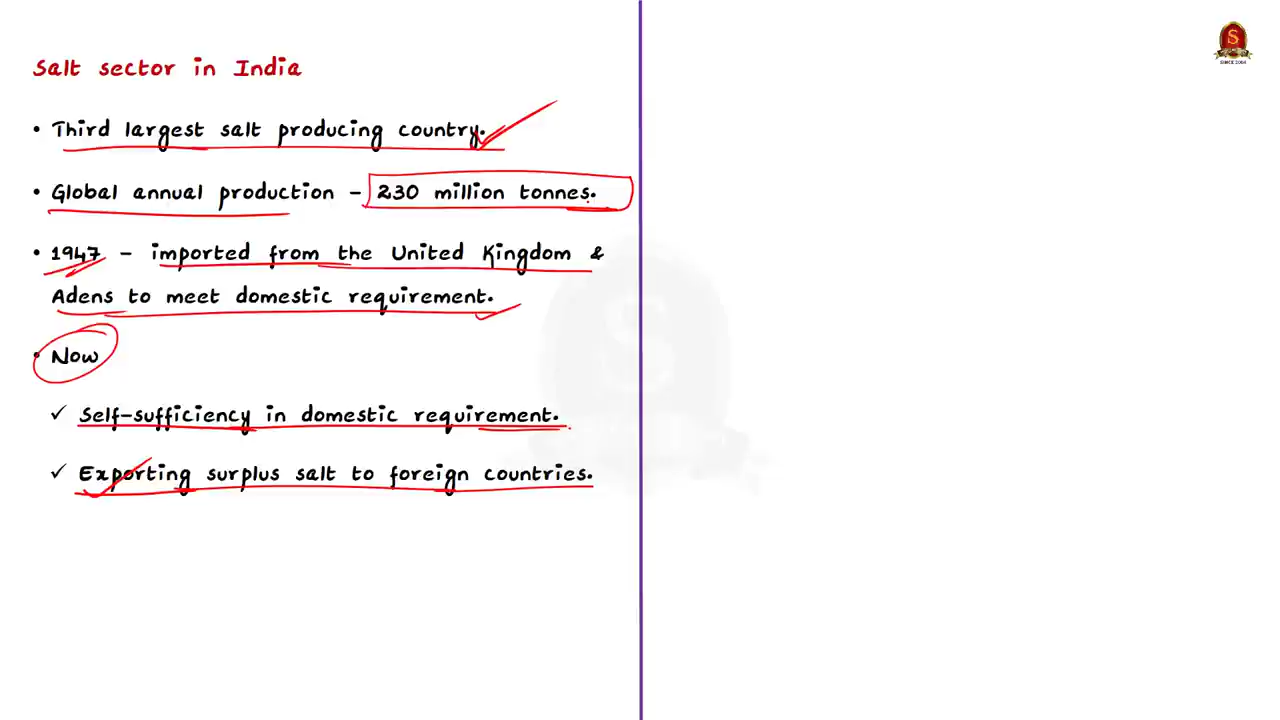 Salt sector in India
• Third largest salt producing country.
• Global annual production - 230 million tonnes.
• 1947 - imported from the United Kingdom &
Adens to meet domestic requirement.
• Now
✓ Self-sufficiency in domestic requirement.
✓ Exporting surplus salt to foreign countries.
S
SINCE 2004